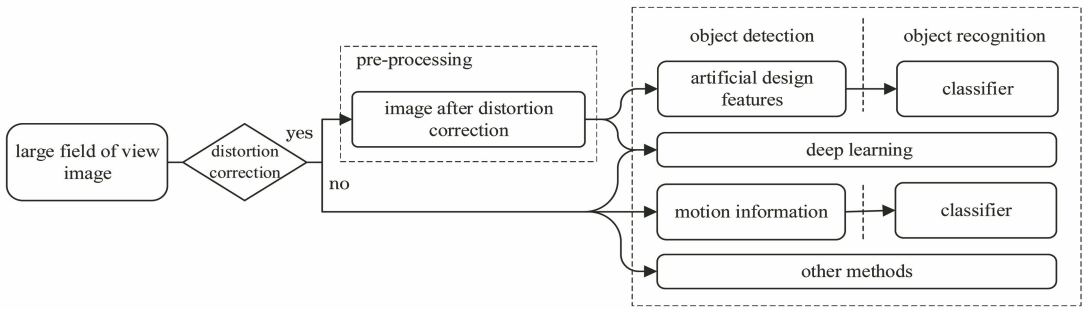 large field of view
image
distortion
correction
yes
no
pre-processing
image after distortion
correction
object detection
object recognition
artificial design
features
classifier
deep learning
motion information
classifier
other methods